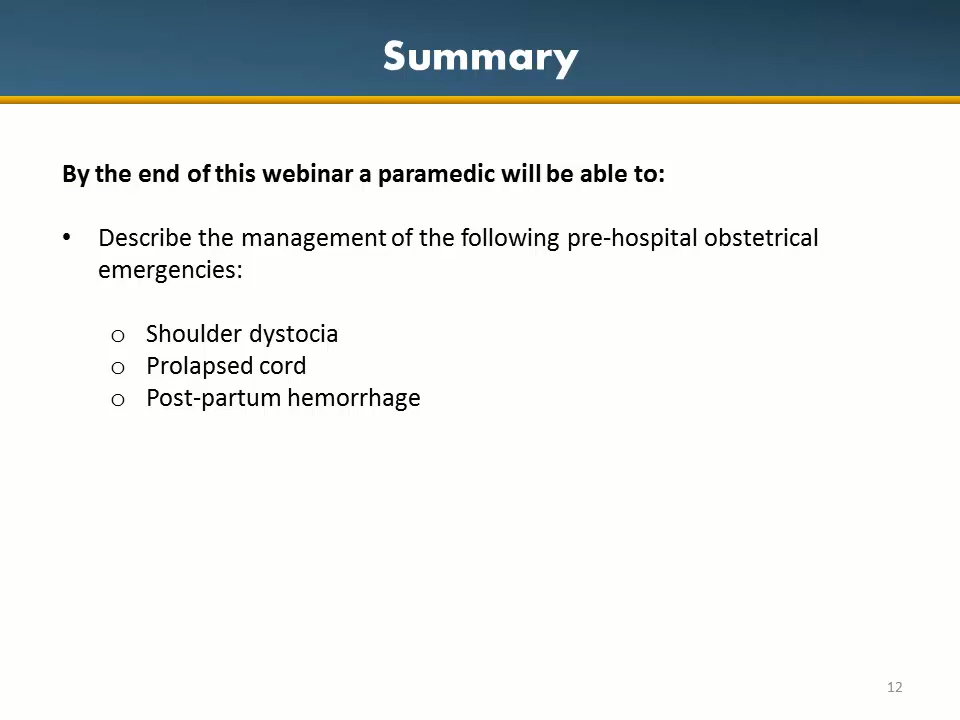 Summary
By the end of this webinar a paramedic will be able to:
• Describe the management of the following pre-hospital obstetrical
emergencies:
o Shoulder dystocia
o Prolapsed cord
o Post-partum hemorrhage
12